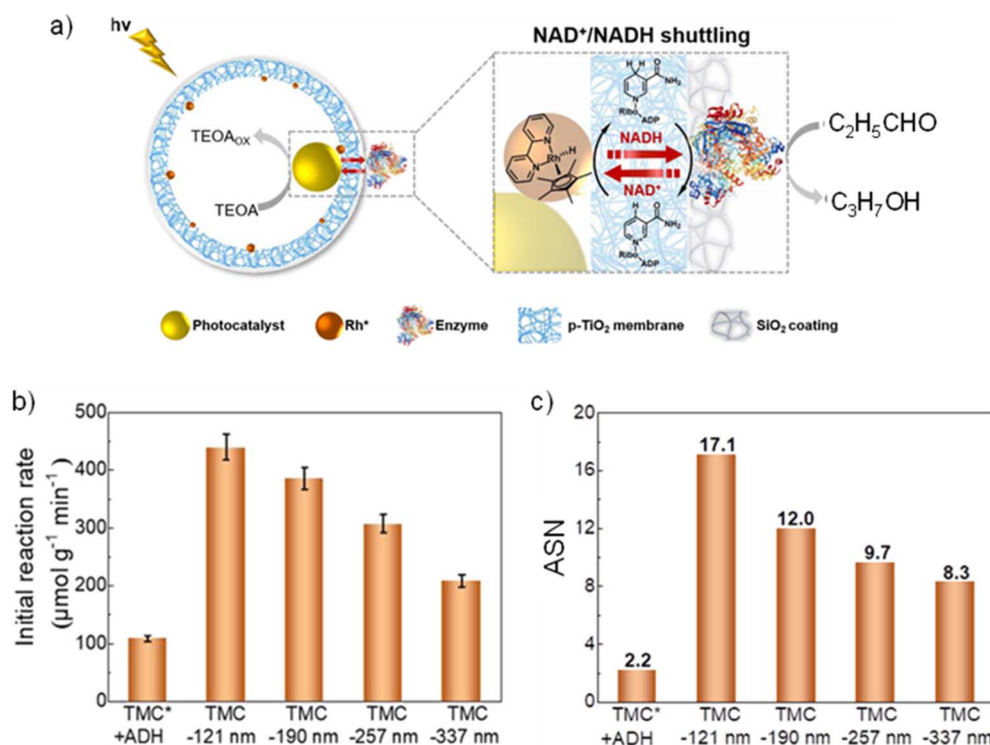 a)
hv
NAD⁺/NADH shuttling
TEOAₒₓ
TEOA
Rh
H
O
NH₂
N
Ribo
ADP
NADH
NAD⁺
H
O
NH₂
N
Ribo
ADP
C₂H₅CHO
C₃H₇OH
Photocatalyst
Rh*
Enzyme
p-TiO₂ membrane
SiO₂ coating
b)
Initial reaction rate
(μmol g⁻¹ min⁻¹)
500
400
300
200
100
0
TMC* TMC TMC TMC TMC
+ADH -121 nm -190 nm -257 nm -337 nm
c)
ASN
20
16
12
8
4
0
2.2
17.1
12.0
9.7
8.3
TMC* TMC TMC TMC TMC
+ADH -121 nm -190 nm -257 nm -337 nm